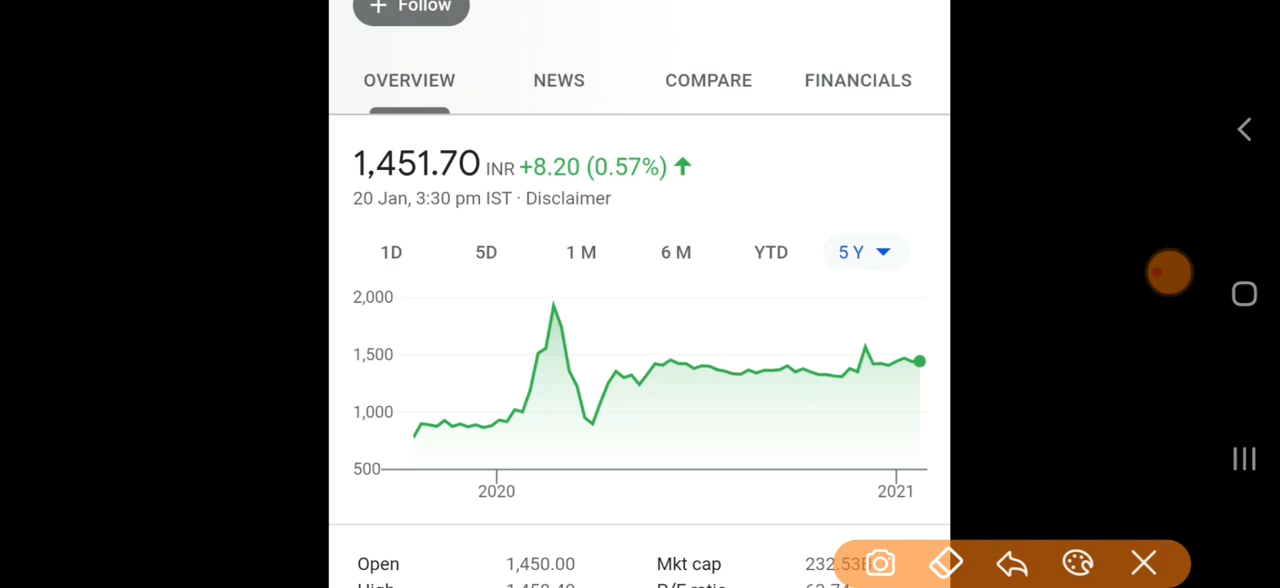 + Follow
OVERVIEW NEWS COMPARE FINANCIALS
1,451.70 INR +8.20 (0.57%)
20 Jan, 3:30 pm IST · Disclaimer
1D 5D 1 M 6 M YTD 5 Y
2,000
1,500
1,000
500
2020 2021
Open 1,450.00 Mkt cap 232.53B